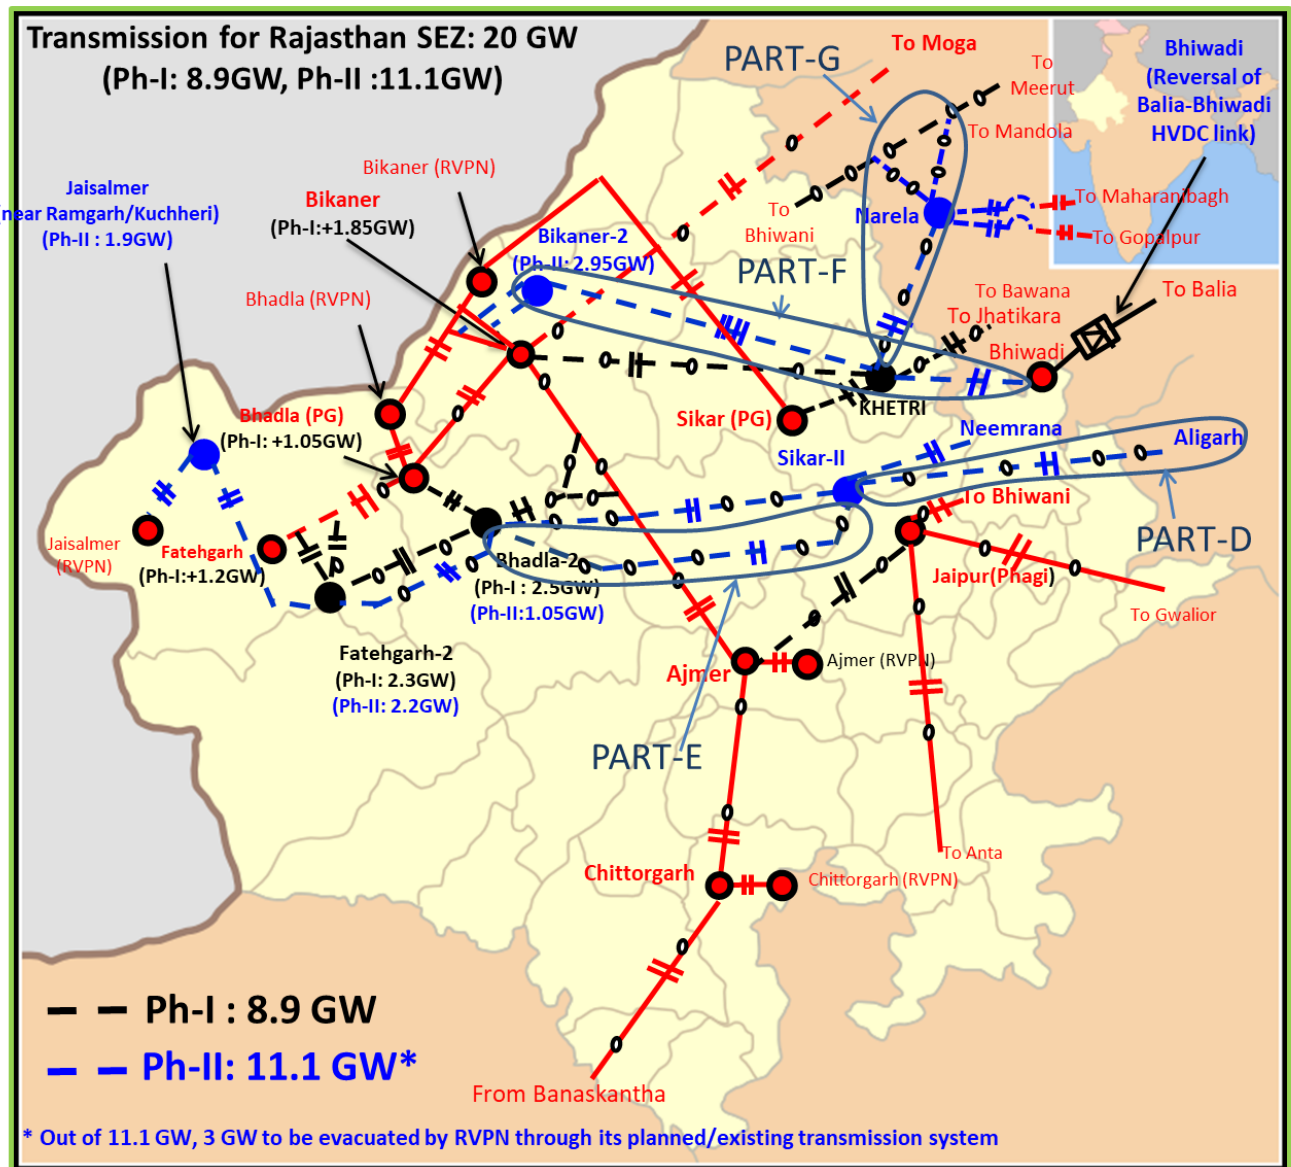 Transmission for Rajasthan SEZ: 20 GW
(Ph-I: 8.9GW, Ph-II :11.1GW)
PART-G
To Moga
To
Meerut
To Mandola
Bhiwadi
(Reversal of
Balia-Bhiwadi
HVDC link)
Bikaner (RVPN)
Jaisalmer
near Ramgarh/Kuchheri)
(Ph-II : 1.9GW)
Bikaner
(Ph-I:+1.85GW)
To
Bhiwani
Narela
To Maharanibagh
To Gopalpur
Bikaner-2
(Ph-II: 2.95GW)
PART-F
Bhadla (RVPN)
To Bawana
To Jhatikara
To Balia
Bhiwadi
KHETRI
Bhadla (PG)
(Ph-I: +1.05GW)
Sikar (PG)
Neemrana
Aligarh
Sikar-II
To Bhiwani
PART-D
Jaisalmer
(RVPN)
Fatehgarh
(Ph-I:+1.2GW)
Bhadla-2
(Ph-I : 2.5GW)
(Ph-II:1.05GW)
Jaipur(Phagi)
To Gwalior
Fatehgarh-2
(Ph-I: 2.3GW)
(Ph-II: 2.2GW)
Ajmer
Ajmer (RVPN)
PART-E
To Anta
Chittorgarh
Chittorgarh (RVPN)
Ph-I : 8.9 GW
Ph-II: 11.1 GW*
From Banaskantha
* Out of 11.1 GW, 3 GW to be evacuated by RVPN through its planned/existing transmission system